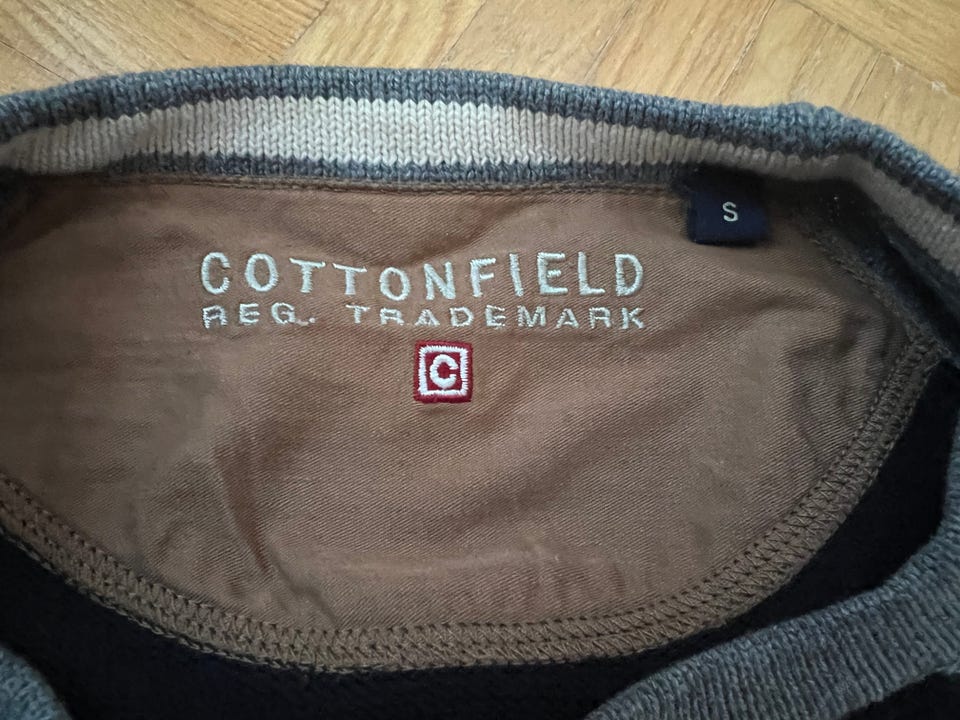 S
COTTONFIELD
REG. TRADEMARK
C